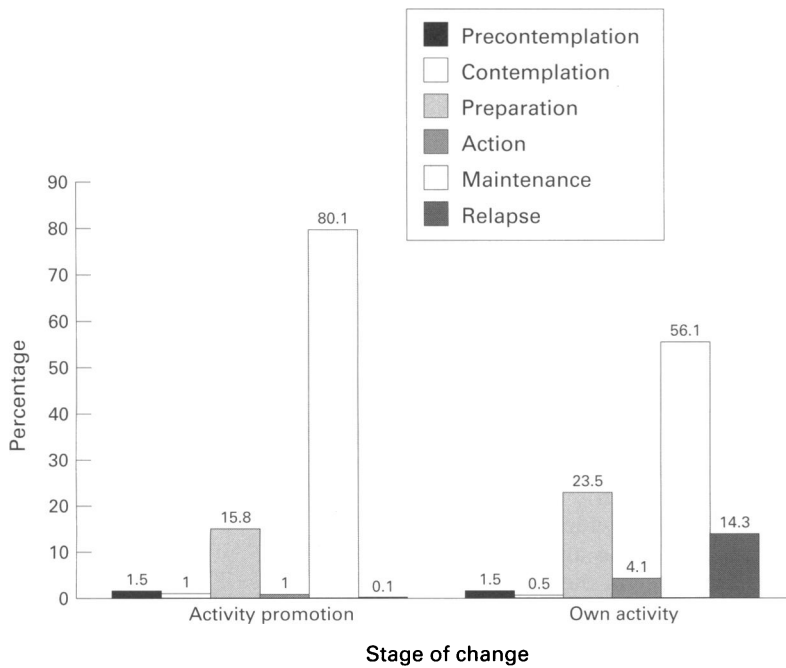 Precontemplation
Contemplation
Preparation
Action
Maintenance
Relapse
Percentage
90
80
70
60
50
40
30
20
10
0
1.5
1
15.8
1
80.1
0.1
1.5
0.5
23.5
4.1
56.1
14.3
Activity promotion
Own activity
Stage of change